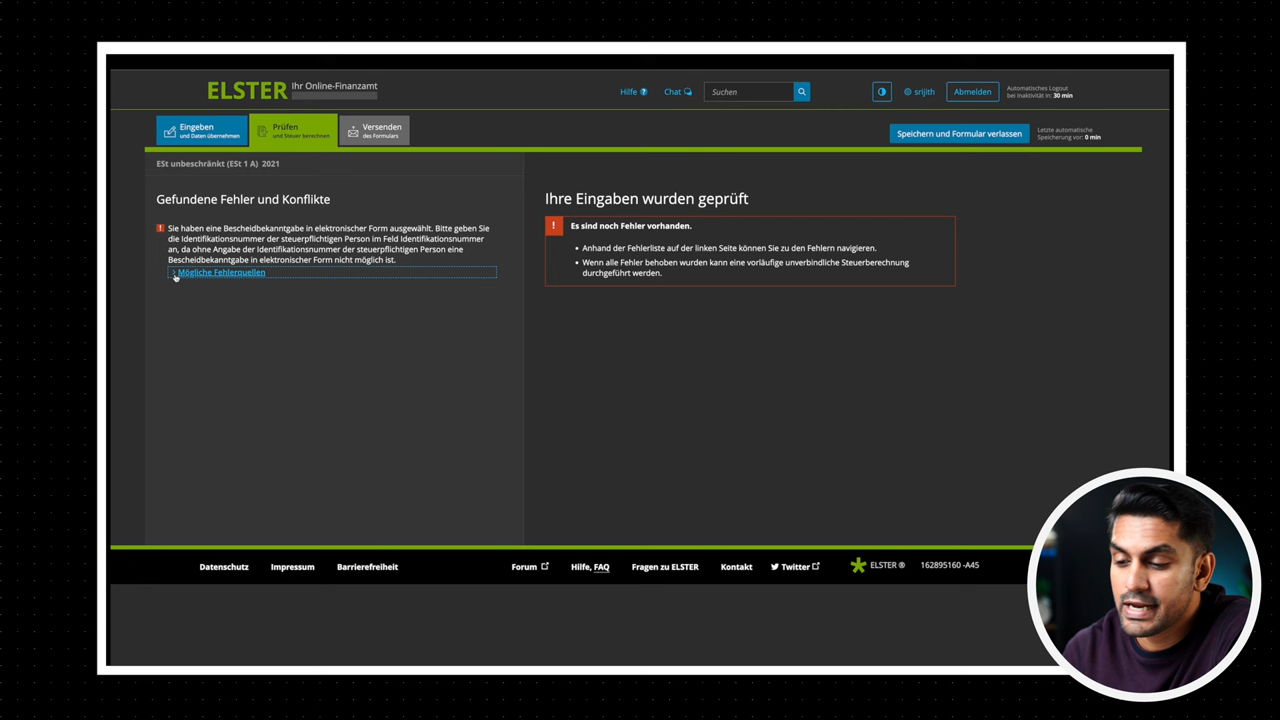 ELSTER Ihr Online-Finanzamt
Hilfe ?
Chat
Suchen
srijith
Abmelden
Automatisches Logout
bei Inaktivität in: 30 min
Eingeben
und Daten übernehmen
Prüfen
und Steuer berechnen
Versenden
des Formulars
Speichern und Formular verlassen
Letzte automatische
Speicherung vor: 0 min
ESt unbeschränkt (ESt 1 A) 2021
Gefundene Fehler und Konflikte
! Sie haben eine Bescheidbekanntgabe in elektronischer Form ausgewählt. Bitte geben Sie
die Identifikationsnummer der steuerpflichtigen Person im Feld Identifikationsnummer
an, da ohne Angabe der Identifikationsnummer der steuerpflichtigen Person eine
Bescheidbekanntgabe in elektronischer Form nicht möglich ist.
Mögliche Fehlerquellen
Ihre Eingaben wurden geprüft
! Es sind noch Fehler vorhanden.
• Anhand der Fehlerliste auf der linken Seite können Sie zu den Fehlern navigieren.
• Wenn alle Fehler behoben wurden kann eine vorläufige unverbindliche Steuerberechnung
durchgeführt werden.
Datenschutz
Impressum
Barrierefreiheit
Forum
Hilfe, FAQ
Fragen zu ELSTER
Kontakt
Twitter
ELSTER ®
162895160 -A45